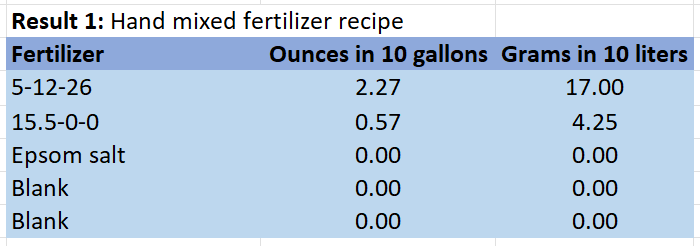 Result 1: Hand mixed fertilizer recipe
Fertilizer Ounces in 10 gallons Grams in 10 liters
5-12-26 2.27 17.00
15.5-0-0 0.57 4.25
Epsom salt 0.00 0.00
Blank 0.00 0.00
Blank 0.00 0.00